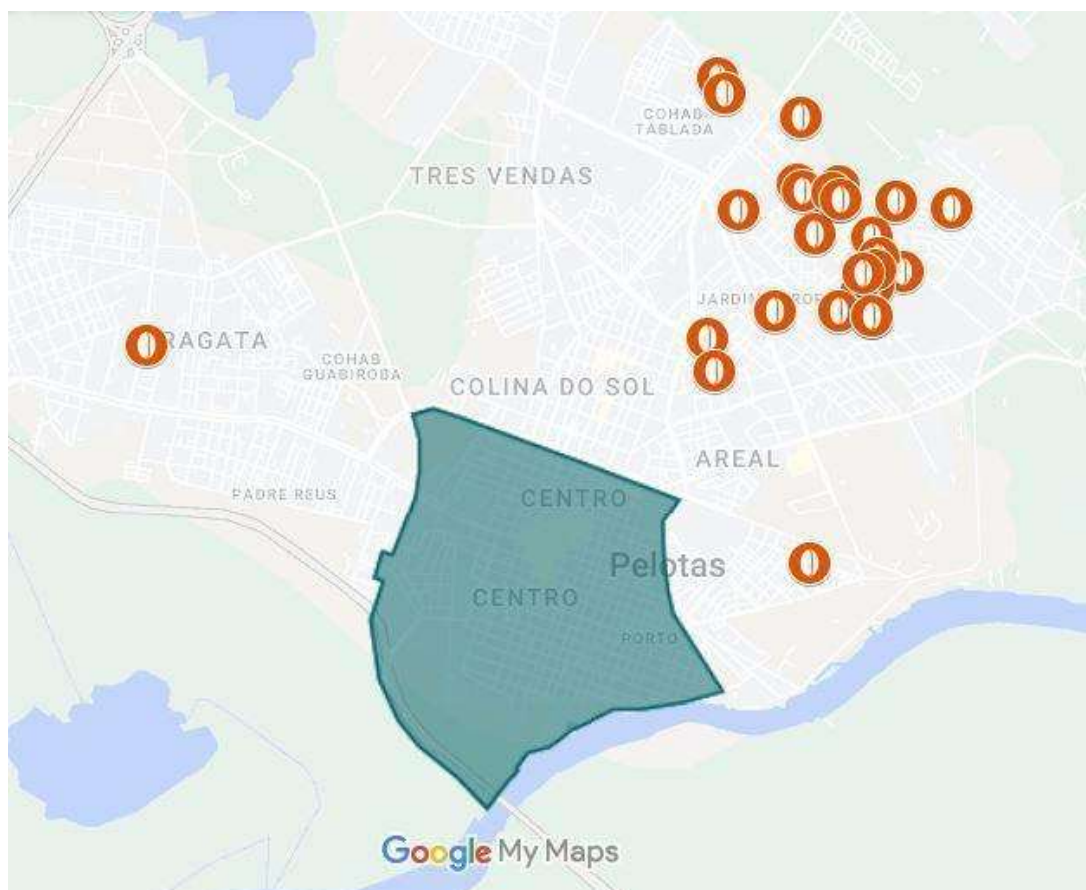 COHAB
TABLADA
TRES VENDAS
RAGATA
COHAB
GUABIROBA
COLINA DO SOL
AREAL
PADRE REUS
CENTRO
Pelotas
CENTRO
PORTO
Google My Maps